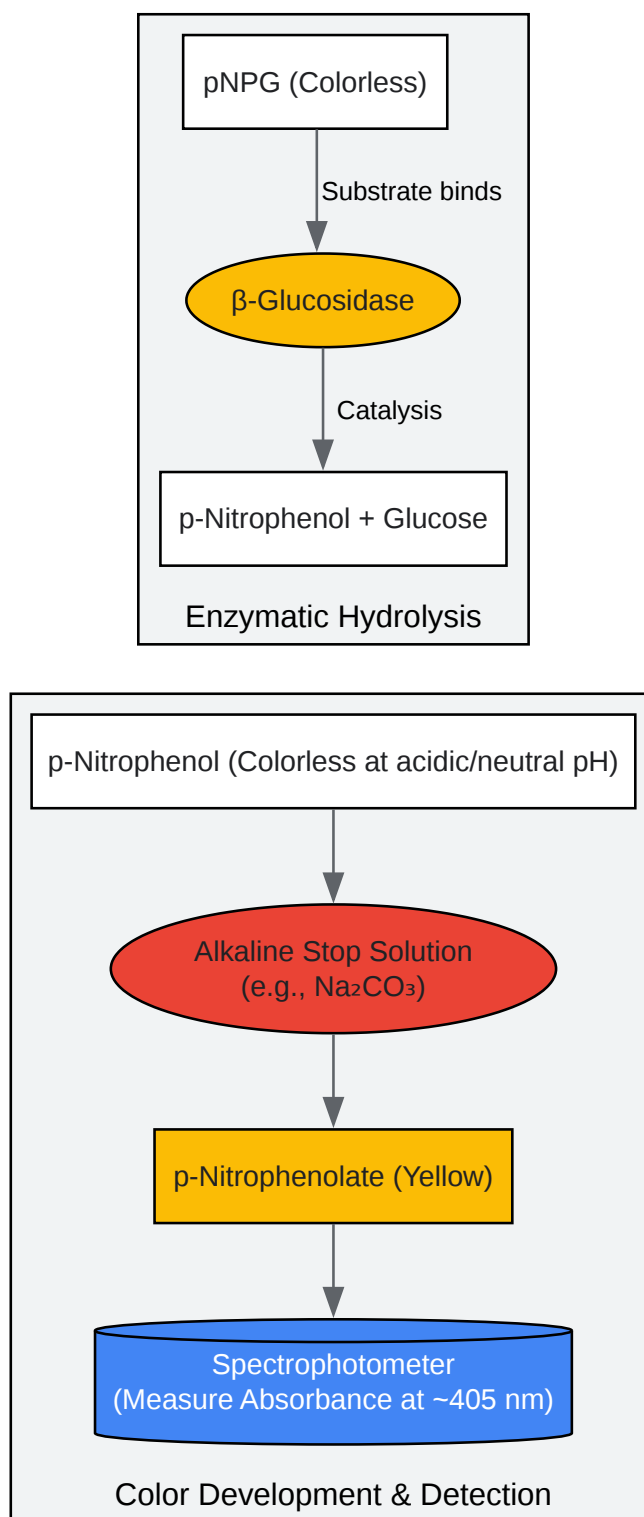 pNPG (Colorless)
Substrate binds
β-Glucosidase
Catalysis
p-Nitrophenol + Glucose
Enzymatic Hydrolysis
p-Nitrophenol (Colorless at acidic/neutral pH)
Alkaline Stop Solution
(e.g., Na₂CO₃)
p-Nitrophenolate (Yellow)
Spectrophotometer
(Measure Absorbance at ~405 nm)
Color Development & Detection